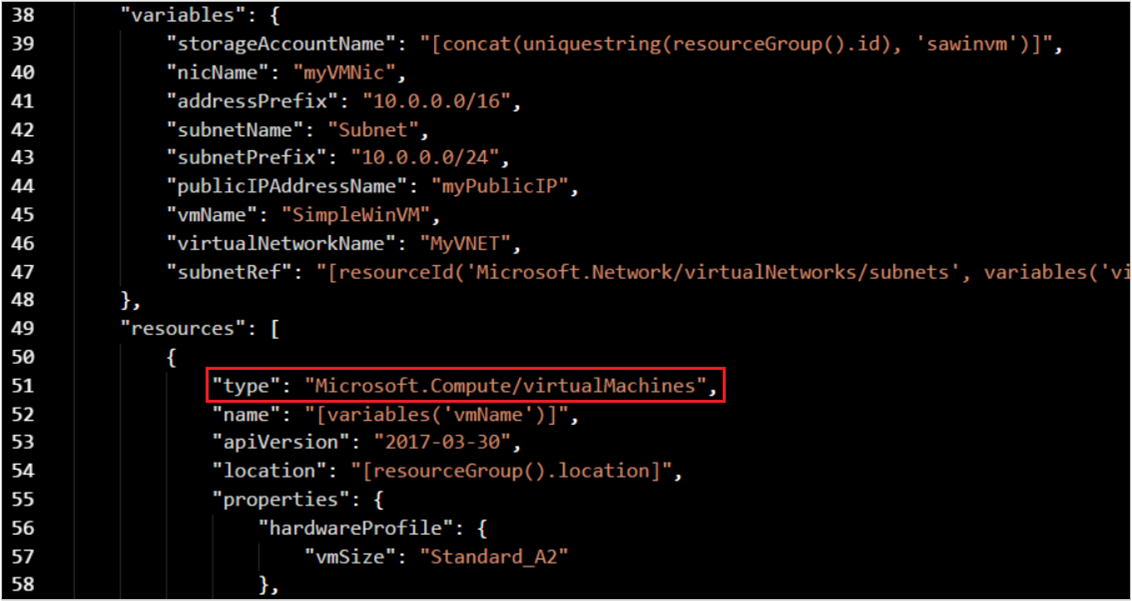 38 "variables": {
39 "storageAccountName": "[concat(uniquestring(resourceGroup().id), 'sawinvm')]",
40 "nicName": "myVMNic",
41 "addressPrefix": "10.0.0.0/16",
42 "subnetName": "Subnet",
43 "subnetPrefix": "10.0.0.0/24",
44 "publicIPAddressName": "myPublicIP",
45 "vmName": "SimpleWinVM",
46 "virtualNetworkName": "MyVNET",
47 "subnetRef": "[resourceId('Microsoft.Network/virtualNetworks/subnets', variables('vi
48 },
49 "resources": [
50 {
51 "type": "Microsoft.Compute/virtualMachines",
52 "name": "[variables('vmName')]",
53 "apiVersion": "2017-03-30",
54 "location": "[resourceGroup().location]",
55 "properties": {
56 "hardwareProfile": {
57 "vmSize": "Standard_A2"
58 },